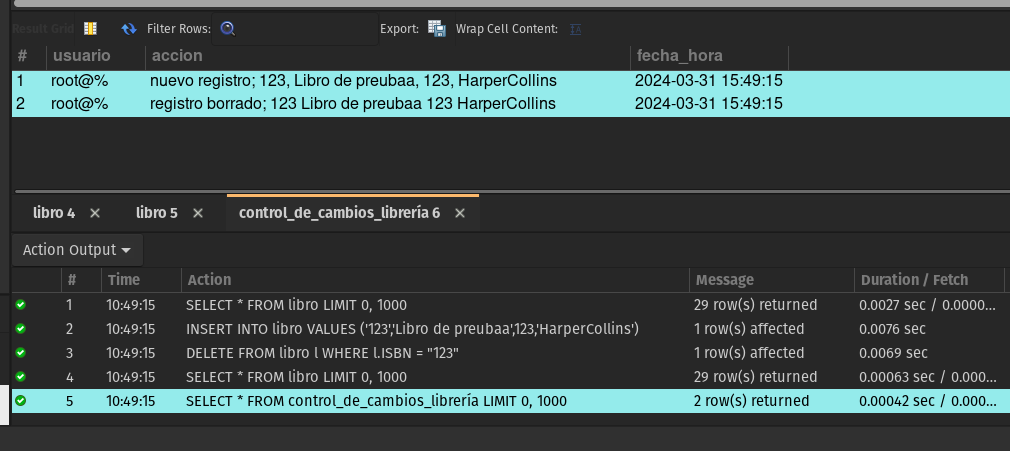 Result Grid Filter Rows: Export: Wrap Cell Content:
# usuario accion fecha_hora
1 root@% nuevo registro; 123, Libro de preubaa, 123, HarperCollins 2024-03-31 15:49:15
2 root@% registro borrado; 123 Libro de preubaa 123 HarperCollins 2024-03-31 15:49:15
libro 4 libro 5 control_de_cambios_librería 6
Action Output
# Time Action Message Duration / Fetch
1 10:49:15 SELECT * FROM libro LIMIT 0, 1000 29 row(s) returned 0.0027 sec / 0.0000...
2 10:49:15 INSERT INTO libro VALUES ('123','Libro de preubaa',123,'HarperCollins') 1 row(s) affected 0.0076 sec
3 10:49:15 DELETE FROM libro l WHERE l.ISBN = "123" 1 row(s) affected 0.0069 sec
4 10:49:15 SELECT * FROM libro LIMIT 0, 1000 29 row(s) returned 0.00063 sec / 0.000...
5 10:49:15 SELECT * FROM control_de_cambios_librería LIMIT 0, 1000 2 row(s) returned 0.00042 sec / 0.000...